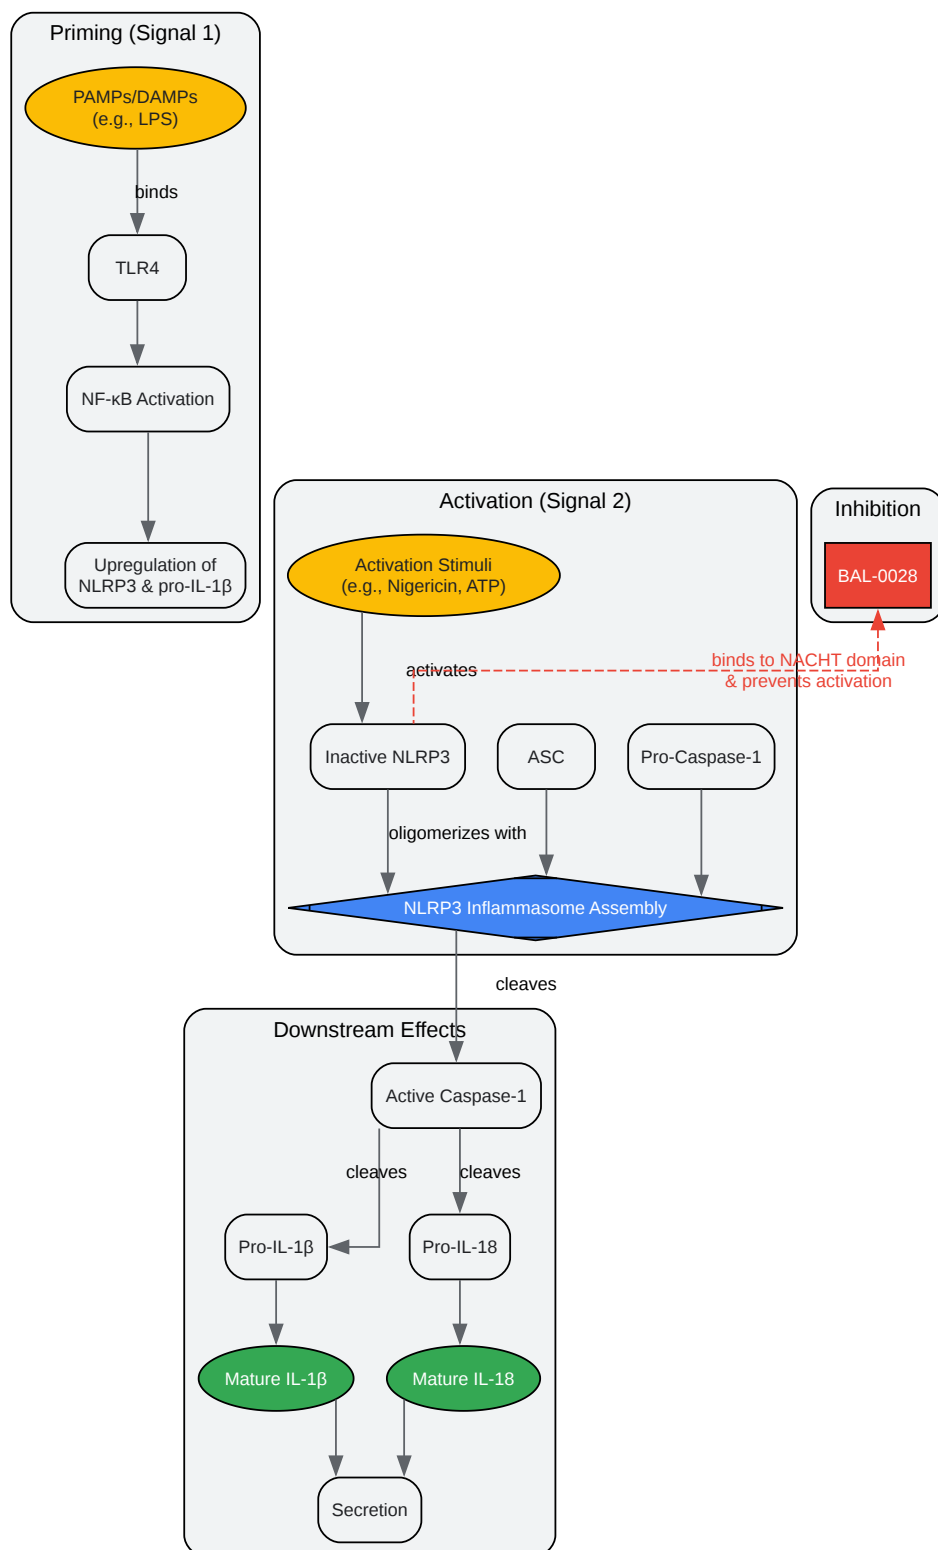 Priming (Signal 1)
PAMPs/DAMPs
(e.g., LPS)
binds
TLR4
NF-κB Activation
Upregulation of
NLRP3 & pro-IL-1β
Activation (Signal 2)
Activation Stimuli
(e.g., Nigericin, ATP)
activates
Inactive NLRP3
ASC
Pro-Caspase-1
oligomerizes with
NLRP3 Inflammasome Assembly
Inhibition
BAL-0028
binds to NACHT domain
& prevents activation
cleaves
Downstream Effects
Active Caspase-1
cleaves
cleaves
Pro-IL-1β
Pro-IL-18
Mature IL-1β
Mature IL-18
Secretion